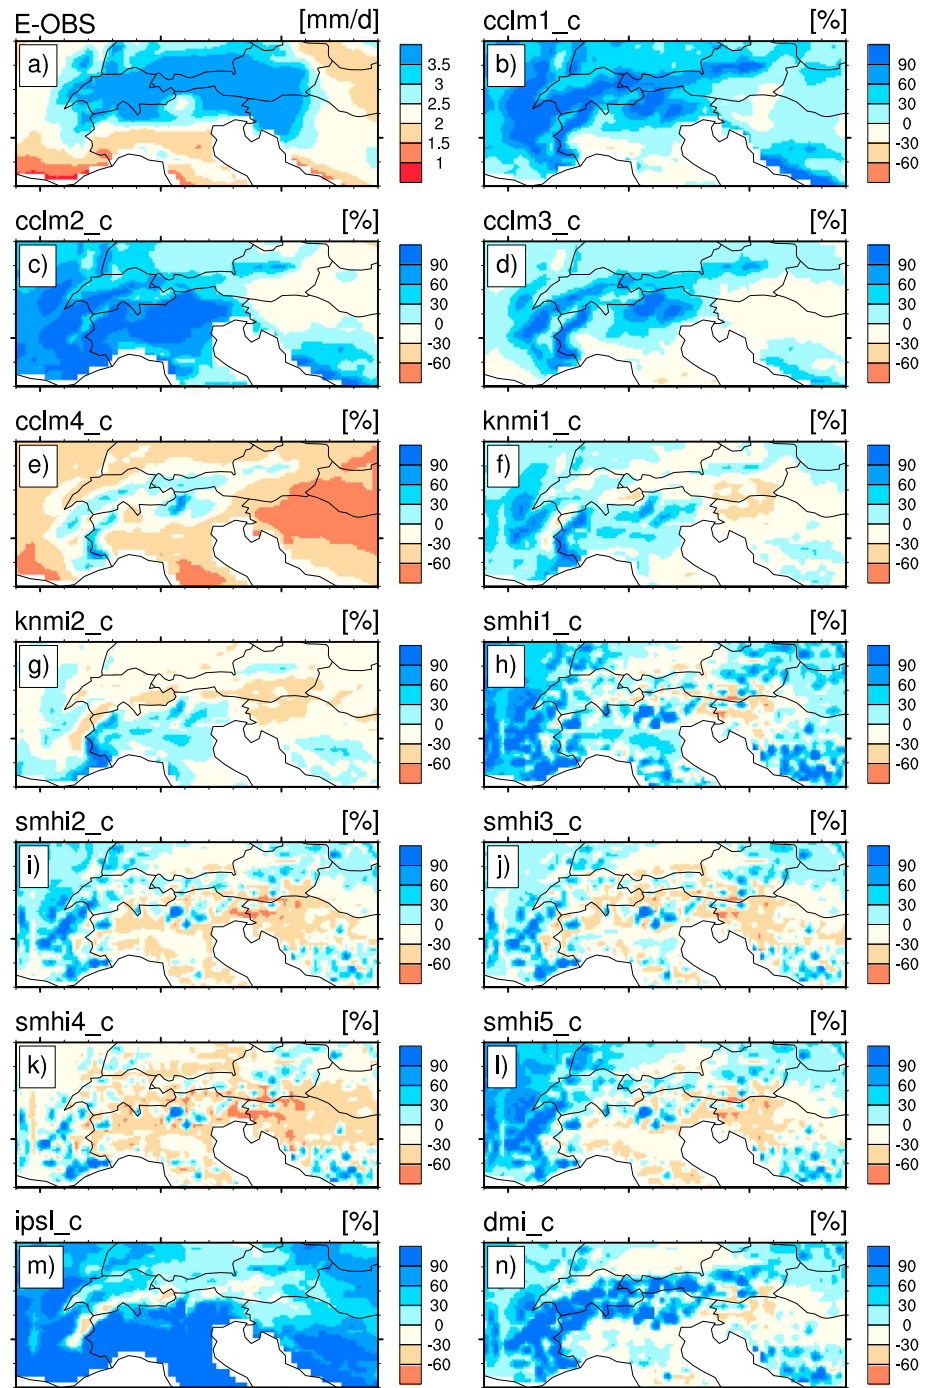 E-OBS [mm/d] cclm1_c [%]
a) 3.5 3 2.5 2 1.5 1 b) 90 60 30 0 -30 -60
cclm2_c [%] cclm3_c [%]
c) 90 60 30 0 -30 -60 d) 90 60 30 0 -30 -60
cclm4_c [%] knmi1_c [%]
e) 90 60 30 0 -30 -60 f) 90 60 30 0 -30 -60
knmi2_c [%] smhi1_c [%]
g) 90 60 30 0 -30 -60 h) 90 60 30 0 -30 -60
smhi2_c [%] smhi3_c [%]
i) 90 60 30 0 -30 -60 j) 90 60 30 0 -30 -60
smhi4_c [%] smhi5_c [%]
k) 90 60 30 0 -30 -60 l) 90 60 30 0 -30 -60
ipsl_c [%] dmi_c [%]
m) 90 60 30 0 -30 -60 n) 90 60 30 0 -30 -60